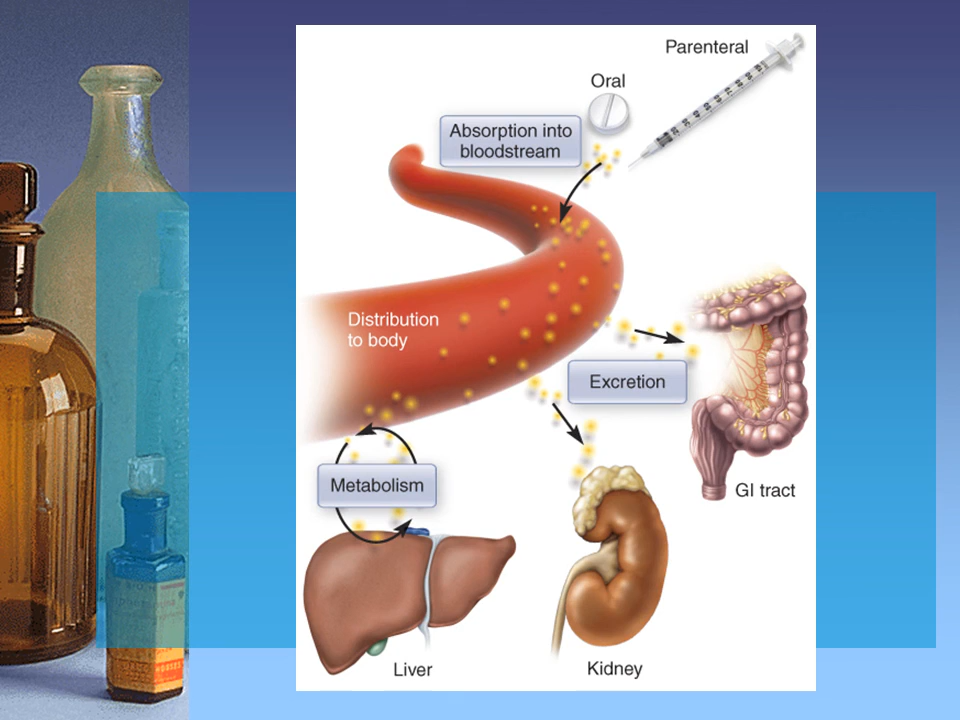 Parenteral
Oral
Absorption into
bloodstream
Distribution
to body
Excretion
Metabolism
GI tract
Liver
Kidney